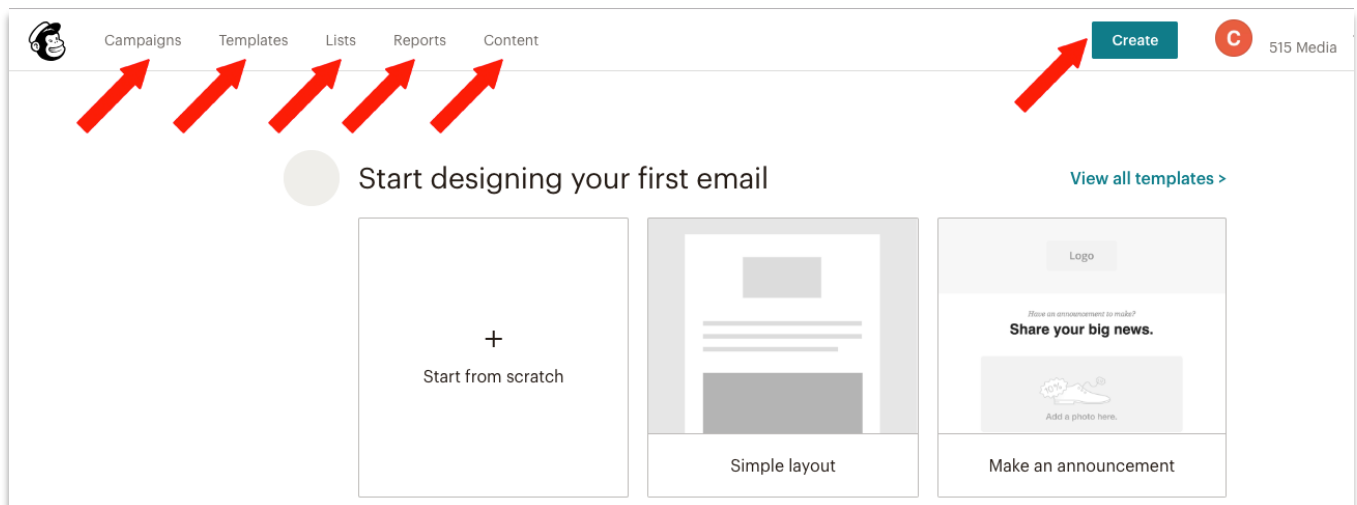 Campaigns Templates Lists Reports Content Create C 515 Media
Start designing your first email View all templates >
Logo
Have an announcement to make?
Share your big news.
+
Start from scratch
10%
Add a photo here.
Simple layout
Make an announcement